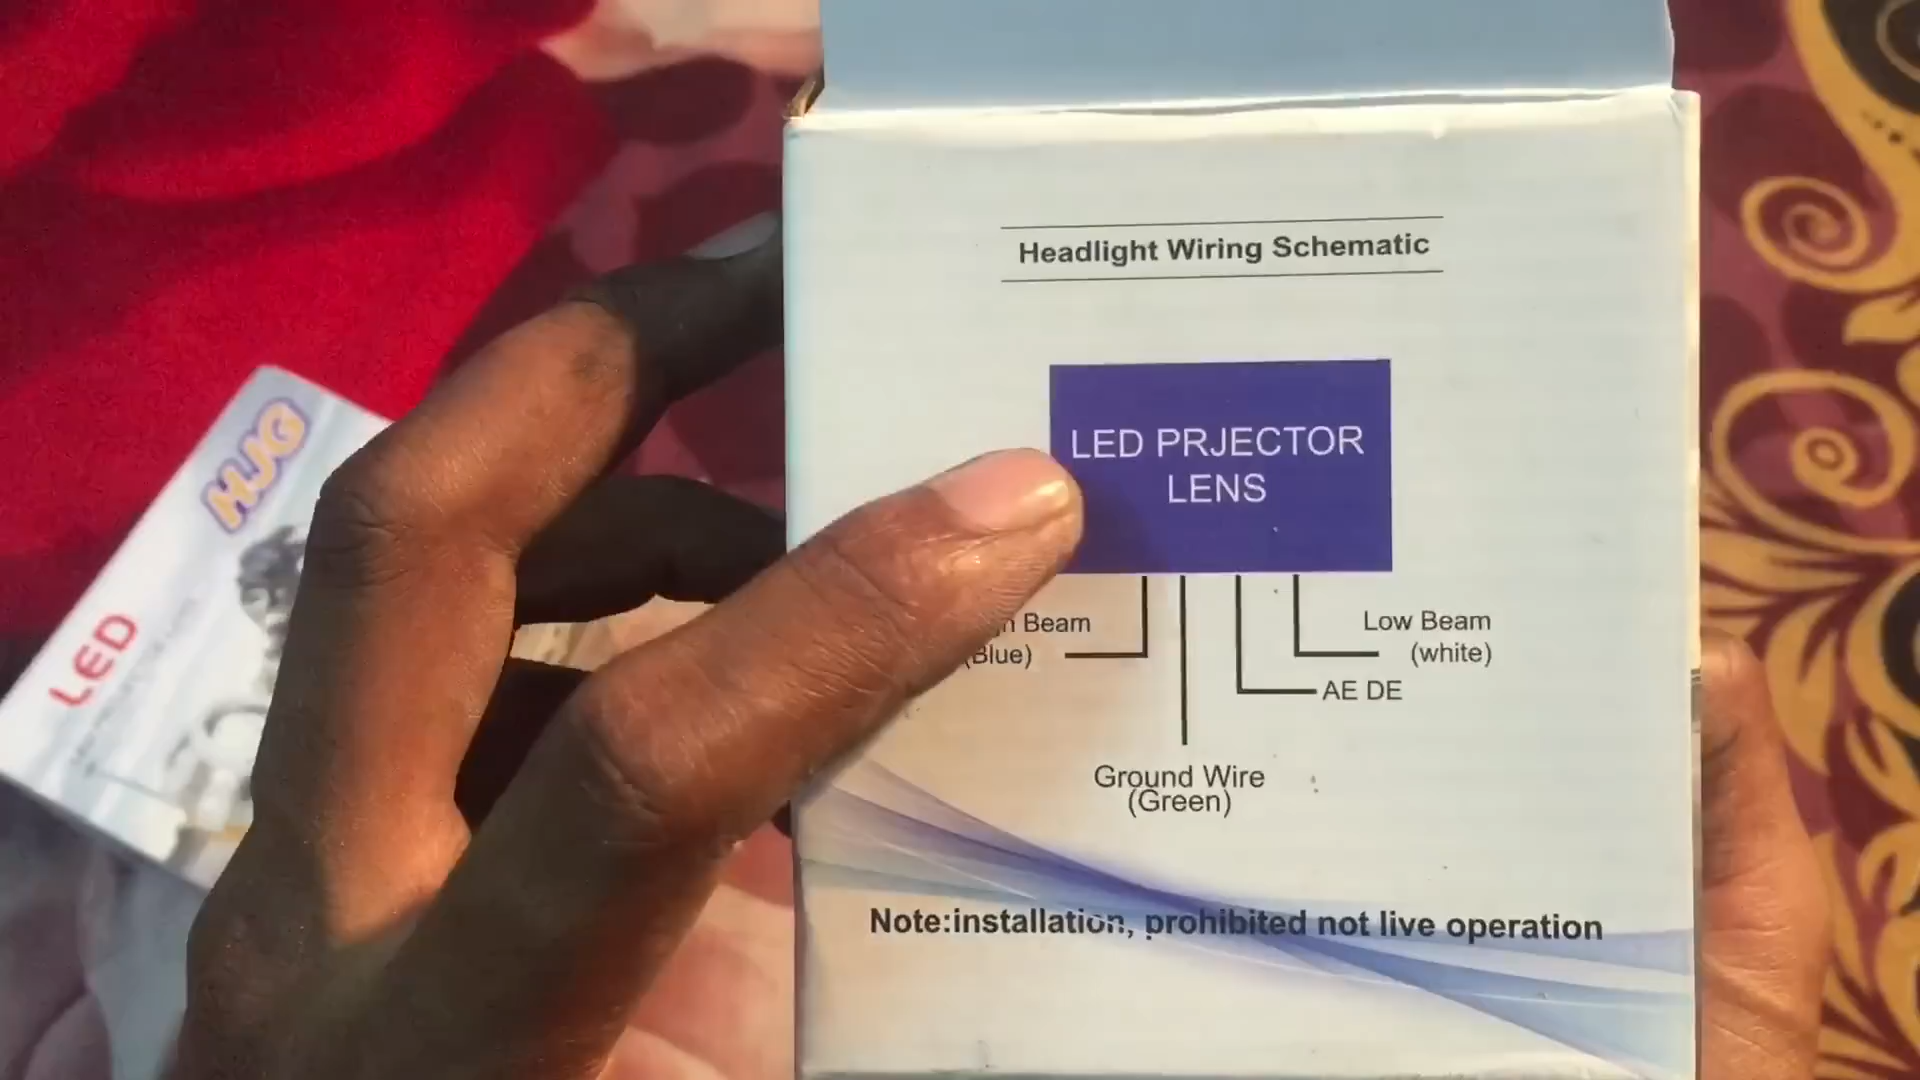 Headlight Wiring Schematic
LED PRJECTOR
LENS
Beam
(Blue)
Low Beam
(white)
AE DE
Ground Wire
(Green)
Note:installation, prohibited not live operation
HJG
LED